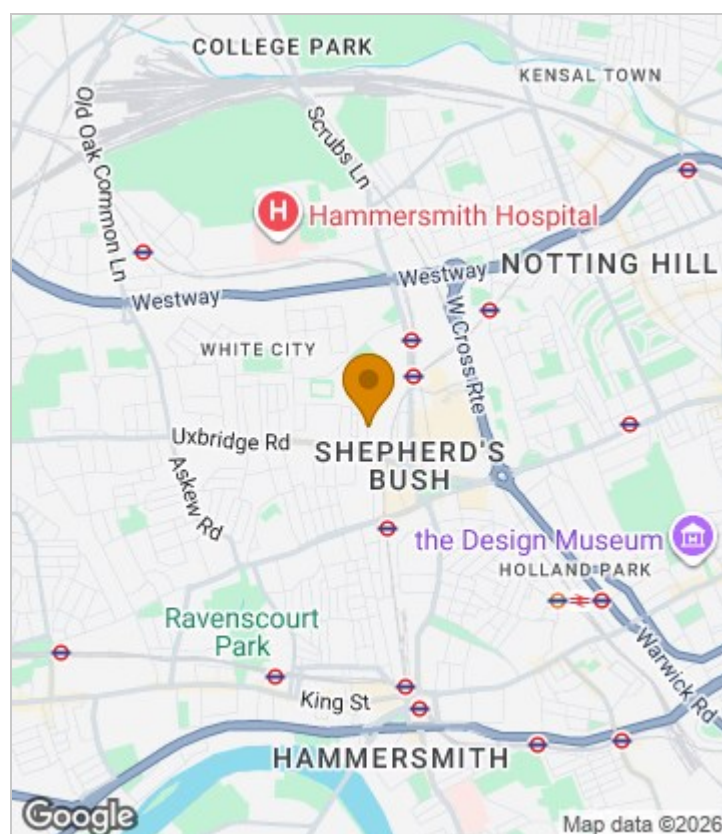 COLLEGE PARK
KENSAL TOWN
Old Oak Common Ln
Scrubs Ln
H
Hammersmith Hospital
Westway
Westway
NOTTING HILL
W Cross Rte
WHITE CITY
Uxbridge Rd
SHEPHERD'S
BUSH
Askew Rd
the Design Museum
HOLLAND PARK
Ravenscourt
Park
Warwick Rd
King St
HAMMERSMITH
Google
Map data ©2026